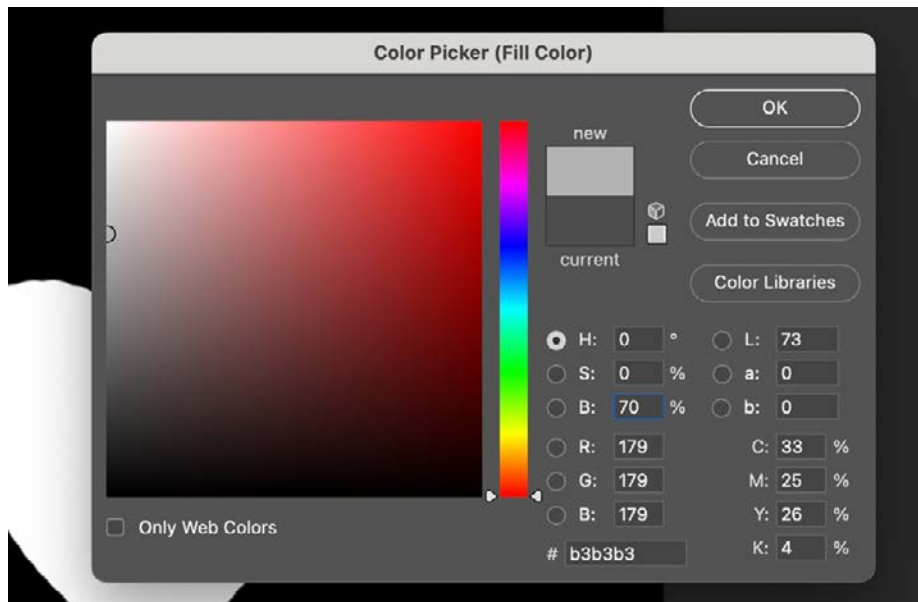 Color Picker (Fill Color)
new
current
OK
Cancel
Add to Swatches
Color Libraries
H: 0 °
S: 0 %
B: 70 %
R: 179
G: 179
B: 179
# b3b3b3
L: 73
a: 0
b: 0
C: 33 %
M: 25 %
Y: 26 %
K: 4 %
Only Web Colors